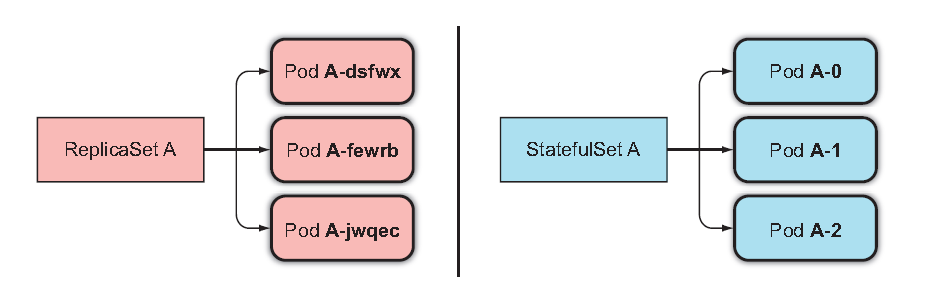 ReplicaSet A
Pod A-dsfwx
Pod A-fewrb
Pod A-jwqec
StatefulSet A
Pod A-0
Pod A-1
Pod A-2